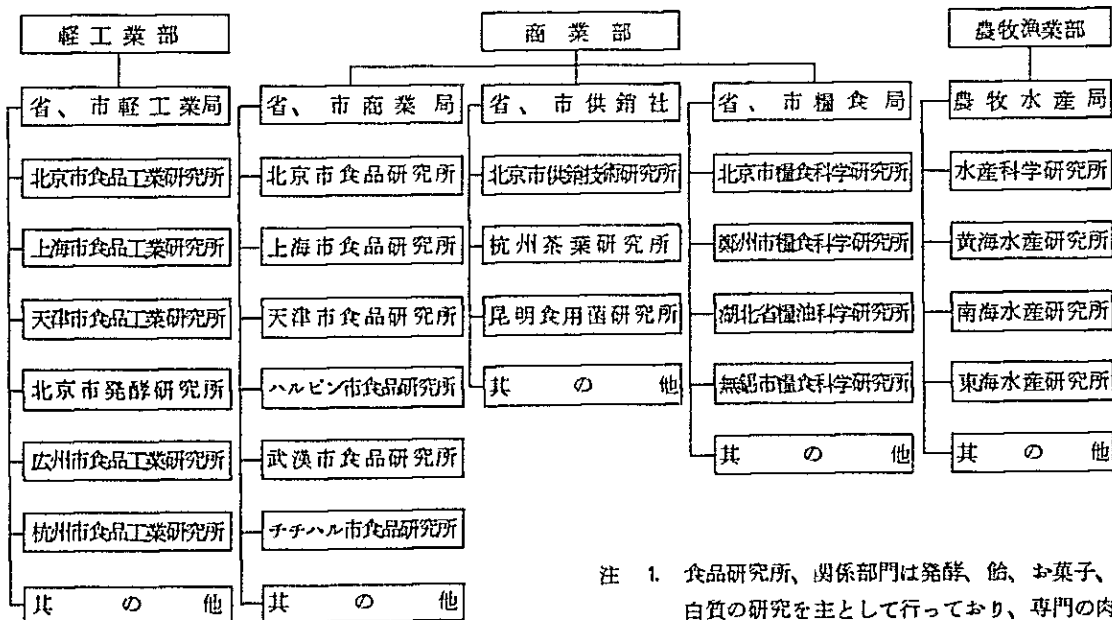 軽工業部
商業部
農牧漁業部
省、市軽工業局
省、市商業局
省、市供銷社
省、市糧食局
農牧水産局
北京市食品工業研究所
北京市食品研究所
北京市供銷技術研究所
北京市糧食科学研究所
水産科学研究所
上海市食品工業研究所
上海市食品研究所
杭州茶葉研究所
鄭州市糧食科学研究所
黄海水産研究所
天津市食品工業研究所
天津市食品研究所
昆明食用菌研究所
湖北省糧油科学研究所
南海水産研究所
北京市発酵研究所
ハルビン市食品研究所
其の他
無錫市糧食科学研究所
東海水産研究所
広州市食品工業研究所
武漢市食品研究所
其の他
其の他
杭州市食品工業研究所
チチハル市食品研究所
其の他
其の他
注 1. 食品研究所、関係部門は発酵、飴、お菓子、
白質の研究を主として行っており、専門の肉